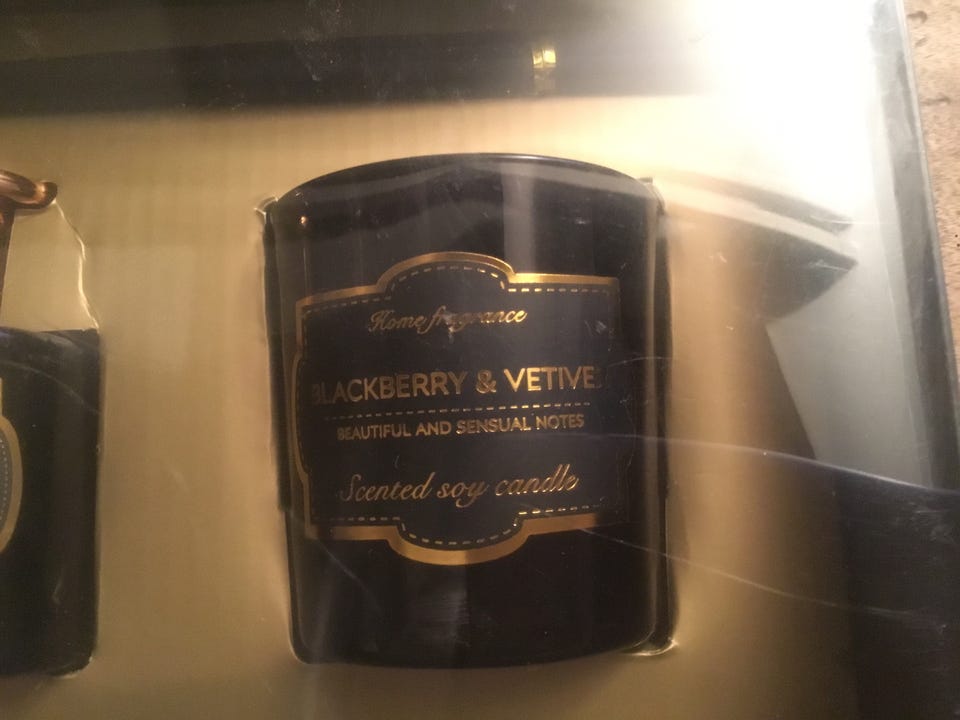 Home fragrance
BLACKBERRY & VETIVER
BEAUTIFUL AND SENSUAL NOTES
Scented soy candle